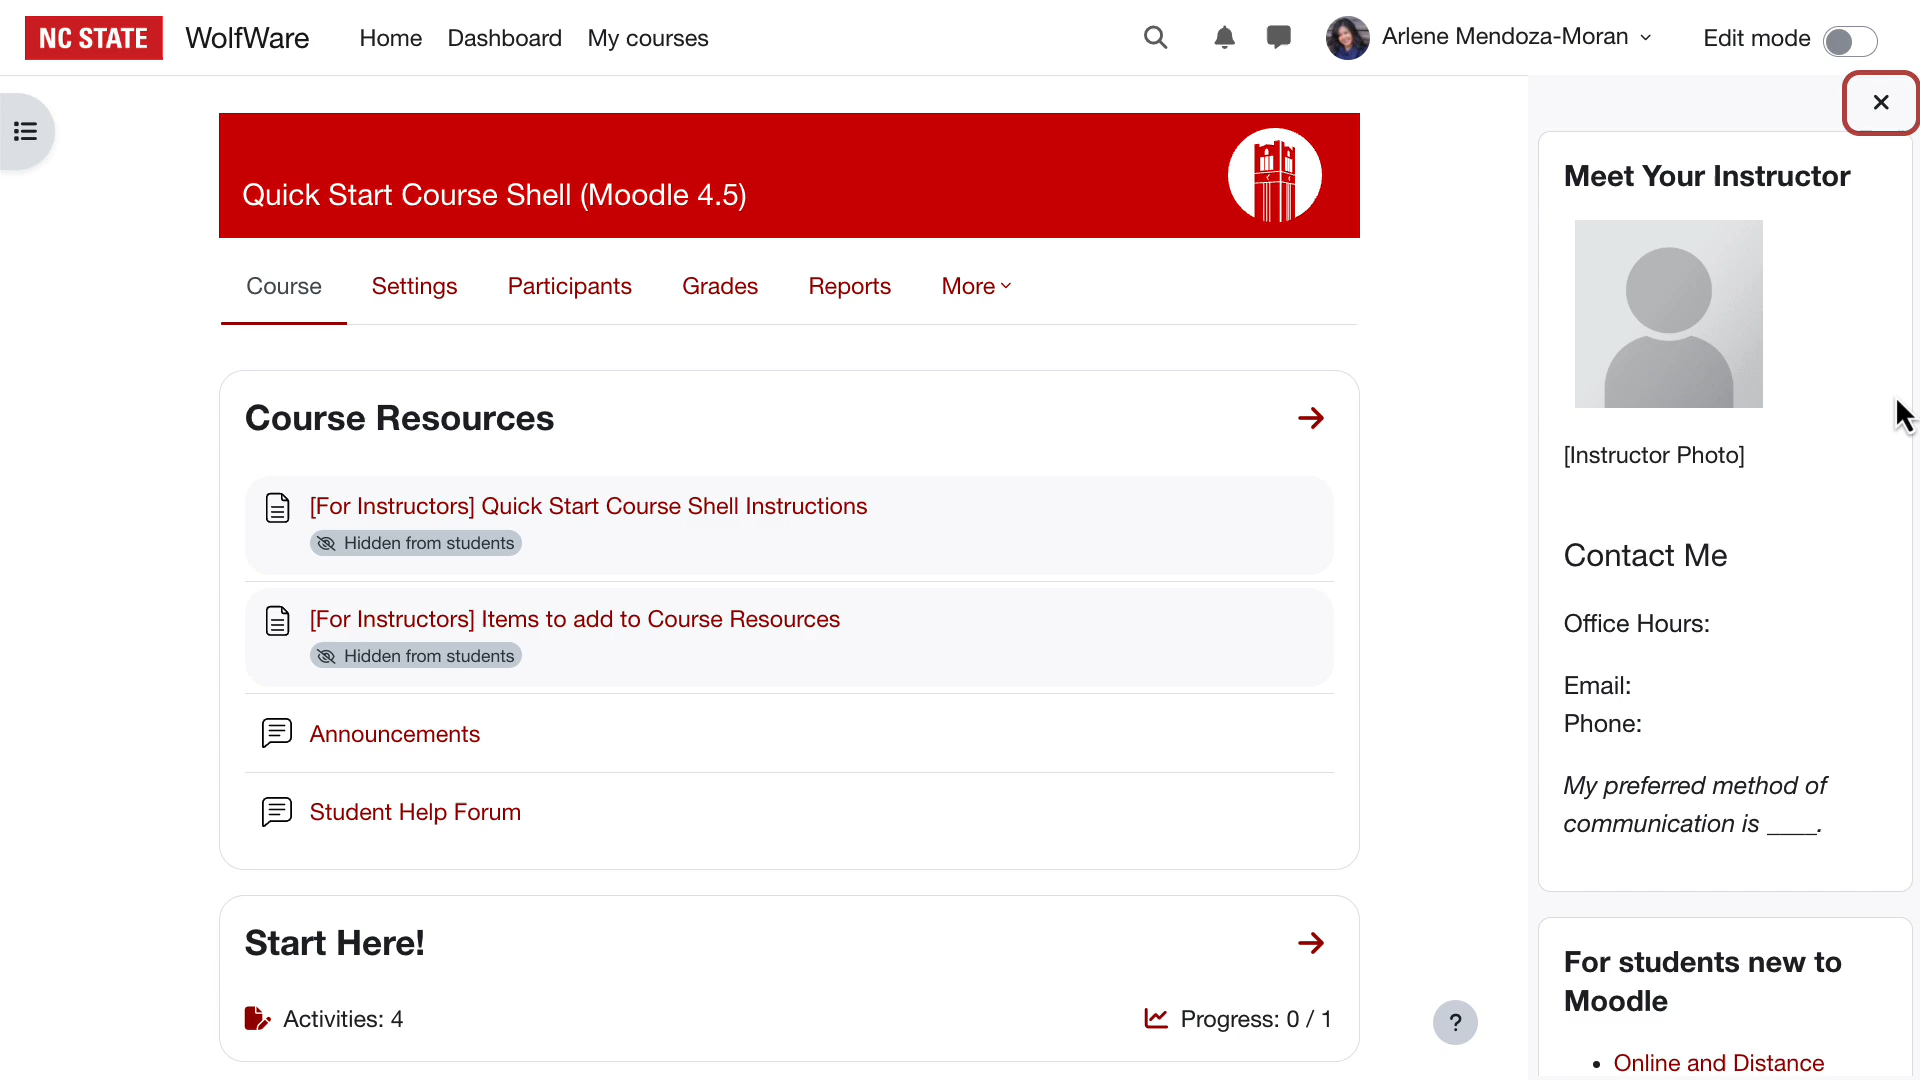 NC STATE WolfWare Home Dashboard My courses Arlene Mendoza-Moran Edit mode
Quick Start Course Shell (Moodle 4.5)
Course Settings Participants Grades Reports More
Course Resources
[For Instructors] Quick Start Course Shell Instructions
Hidden from students
[For Instructors] Items to add to Course Resources
Hidden from students
Announcements
Student Help Forum
Start Here!
Activities: 4 Progress: 0 / 1
?
Meet Your Instructor
[Instructor Photo]
Contact Me
Office Hours:
Email:
Phone:
My preferred method of
communication is ____.
For students new to
Moodle
• Online and Distance